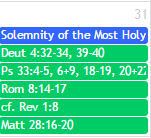 31
Solemnity of the Most Holy
Deut 4:32-34, 39-40
Ps 33:4-5, 6+9, 18-19, 20+22
Rom 8:14-17
cf. Rev 1:8
Matt 28:16-20